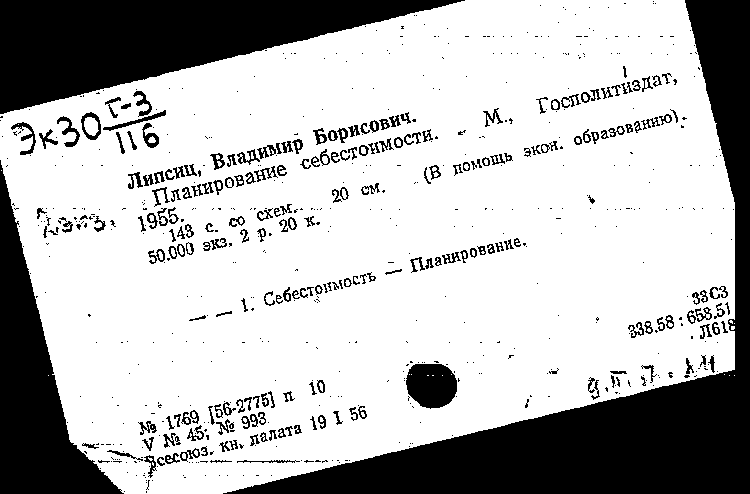 Эк30 Г-3
116
Липсиц, Владимир Борисович.
Планирование себестоимости. М., Госполитиздат,
1955.
143 с. со схем. 20 см. (В помощь экон. образованию).
50.000 экз. 2 р. 20 к.
— — 1. Себестоимость — Планирование.
33С3
338.58 : 658.51
Л618
№ 1769 [56-2775] п 10
V № 45; № 993
Всесоюз. кн. палата 19 I 56